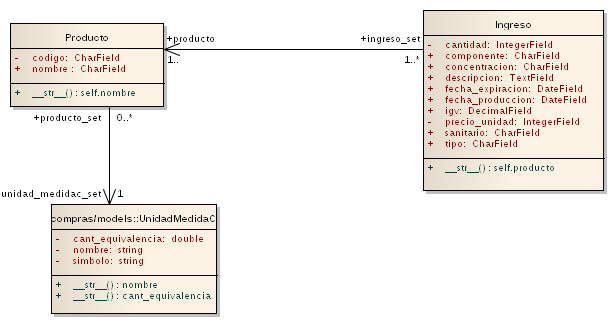 Producto
- codigo: CharField
+ nombre : CharField
+ __str__() : self.nombre
+producto
1..
+ingreso_set
1..*
Ingreso
- cantidad: IntegerField
+ componente: CharField
+ concentracion: CharField
+ descripcion: TextField
+ fecha_expiracion: DateField
+ fecha_produccion: DateField
+ igv: DecimalField
- precio_unidad: IntegerField
+ sanitario: CharField
+ tipo: CharField
+ __str__() : self.producto
+producto_set
0..*
unidad_medidac_set
1
compras/models::UnidadMedidaC
- cant_equivalencia: double
- nombre: string
- simbolo: string
+ __str__() : nombre
+ __str__() : cant_equivalencia